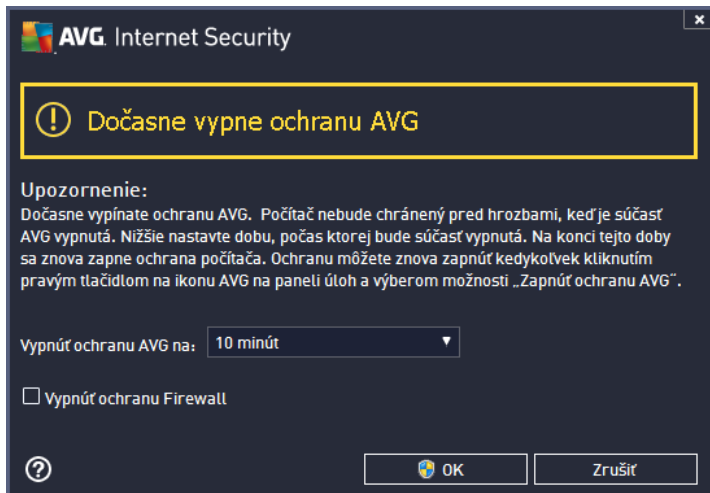 AVG. Internet Security
Dočasne vypne ochranu AVG
Upozornenie:
Dočasne vypínate ochranu AVG. Počítač nebude chránený pred hrozbami, keď je súčasť
AVG vypnutá. Nižšie nastavte dobu, počas ktorej bude súčasť vypnutá. Na konci tejto doby
sa znova zapne ochrana počítača. Ochranu môžete znova zapnúť kedykoľvek kliknutím
pravým tlačidlom na ikonu AVG na paneli úloh a výberom možnosti „Zapnúť ochranu AVG“.
Vypnúť ochranu AVG na: 10 minút
Vypnúť ochranu Firewall
OK Zrušiť